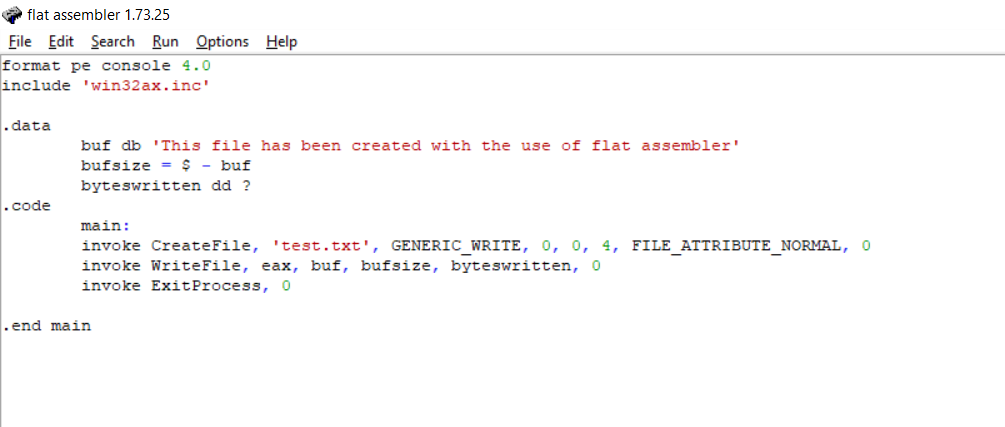 flat assembler 1.73.25
File Edit Search Run Options Help
format pe console 4.0
include 'win32ax.inc'
.data
buf db 'This file has been created with the use of flat assembler'
bufsize = $ - buf
byteswritten dd ?
.code
main:
invoke CreateFile, 'test.txt', GENERIC_WRITE, 0, 0, 4, FILE_ATTRIBUTE_NORMAL, 0
invoke WriteFile, eax, buf, bufsize, byteswritten, 0
invoke ExitProcess, 0
.end main